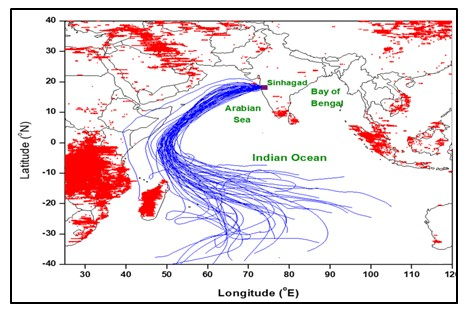 40
30
20
10
0
-10
-20
-30
-40
Latitude (°N)
Sinhagad
Bay of
Bengal
Arabian
Sea
Indian Ocean
30 40 50 60 70 80 90 100 110 120
Longitude (°E)